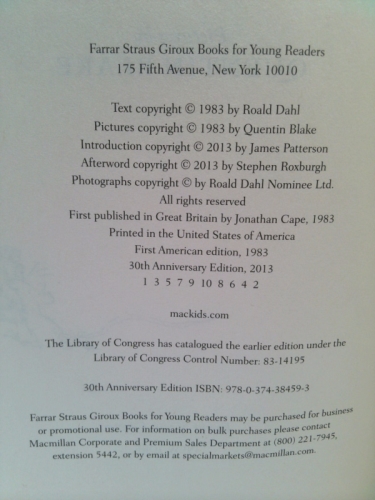 Farrar Straus Giroux Books for Young Readers
175 Fifth Avenue, New York 10010
Text copyright © 1983 by Roald Dahl
Pictures copyright © 1983 by Quentin Blake
Introduction copyright © 2013 by James Patterson
Afterword copyright © 2013 by Stephen Roxburgh
Photographs copyright © by Roald Dahl Nominee Ltd.
All rights reserved
First published in Great Britain by Jonathan Cape, 1983
Printed in the United States of America
First American edition, 1983
30th Anniversary Edition, 2013
1 3 5 7 9 10 8 6 4 2
mackids.com
The Library of Congress has catalogued the earlier edition under the
Library of Congress Control Number: 83-14195
30th Anniversary Edition ISBN: 978-0-374-38459-3
Farrar Straus Giroux Books for Young Readers may be purchased for business
or promotional use. For information on bulk purchases please contact
Macmillan Corporate and Premium Sales Department at (800) 221-7945,
extension 5442, or by email at specialmarkets@macmillan.com.